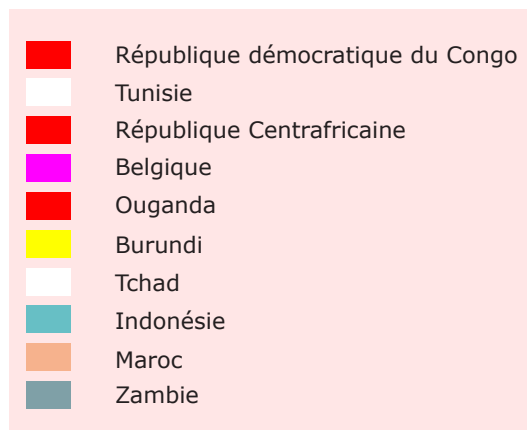 République démocratique du Congo
Tunisie
République Centrafricaine
Belgique
Ouganda
Burundi
Tchad
Indonésie
Maroc
Zambie